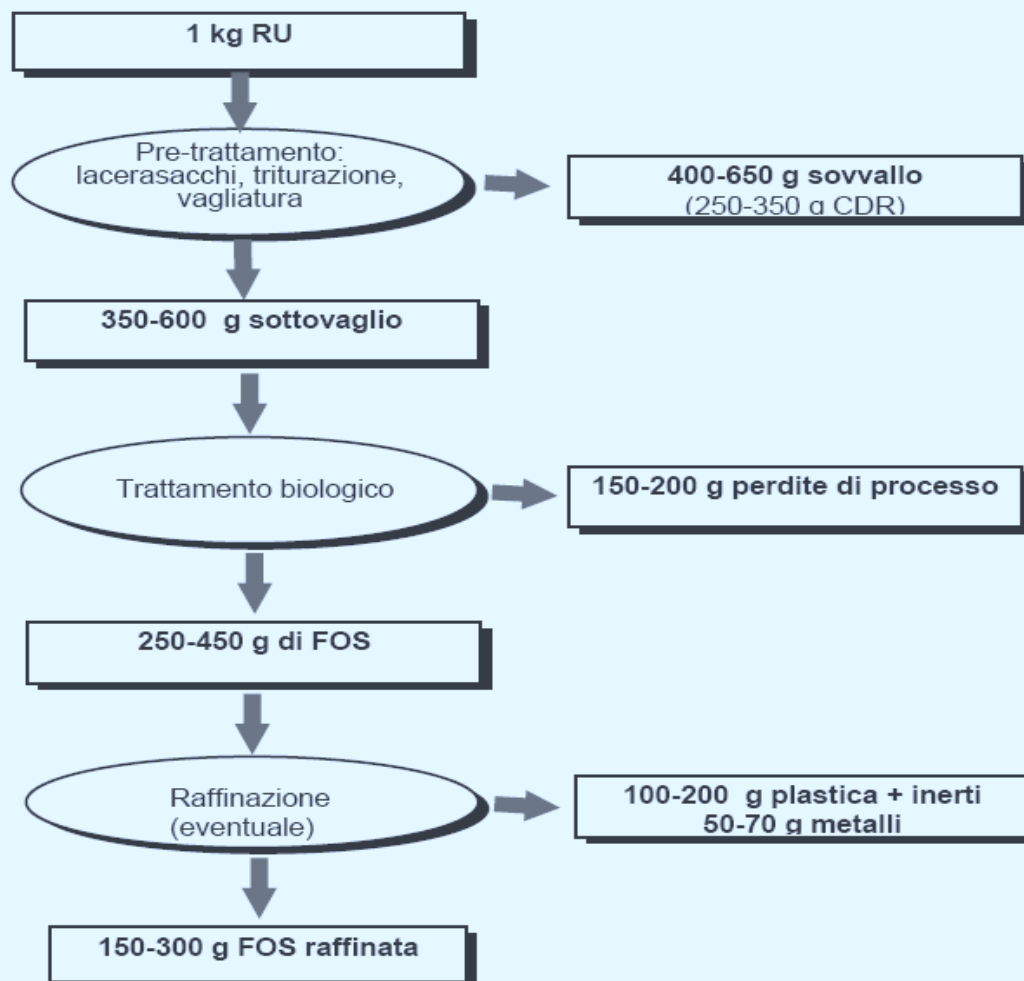 1 kg RU
Pre-trattamento:
lacerasacchi, triturazione,
vagliatura
400-650 g sovvallo
(250-350 g CDR)
350-600 g sottovaglio
Trattamento biologico
150-200 g perdite di processo
250-450 g di FOS
Raffinazione
(eventuale)
100-200 g plastica + inerti
50-70 g metalli
150-300 g FOS raffinata